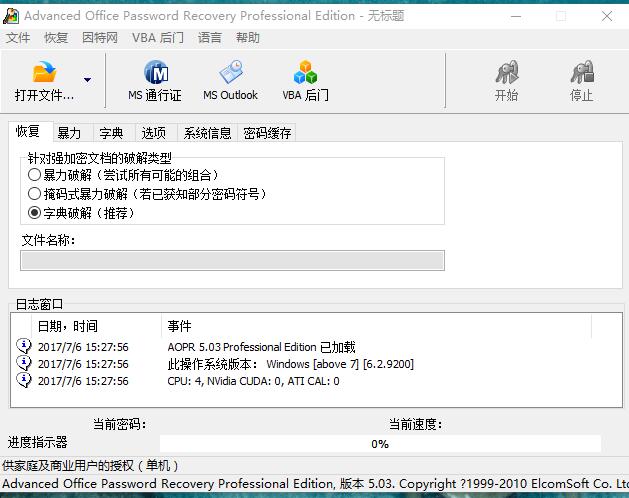 Advanced Office Password Recovery Professional Edition - 无标题
文件 恢复 因特网 VBA 后门 语言 帮助
打开文件... MS 通行证 MS Outlook VBA 后门 开始 停止
恢复 暴力 字典 选项 系统信息 密码缓存
针对强加密文档的破解类型
暴力破解（尝试所有可能的组合）
掩码式暴力破解（若已获知部分密码符号）
字典破解（推荐）
文件名称：
日志窗口
日期，时间 事件
2017/7/6 15:27:56 AOPR 5.03 Professional Edition 已加载
2017/7/6 15:27:56 此操作系统版本： Windows [above 7] [6.2.9200]
2017/7/6 15:27:56 CPU: 4, NVidia CUDA: 0, ATI CAL: 0
当前密码： 当前速度：
进度指示器 0%
供家庭及商业用户的授权（单机）
Advanced Office Password Recovery Professional Edition, 版本 5.03. Copyright ?1999-2010 ElcomSoft Co. Ltd